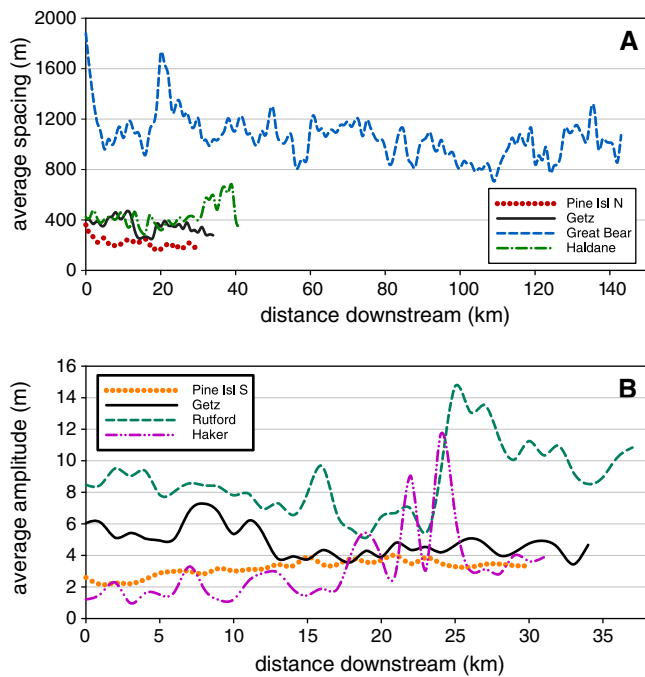 A
average spacing (m)
2000
1600
1200
800
400
0
Pine Isl N
Getz
Great Bear
Haldane
0 20 40 60 80 100 120 140
distance downstream (km)
B
average amplitude (m)
16
14
12
10
8
6
4
2
0
Pine Isl S
Getz
Rutford
Haker
0 5 10 15 20 25 30 35
distance downstream (km)